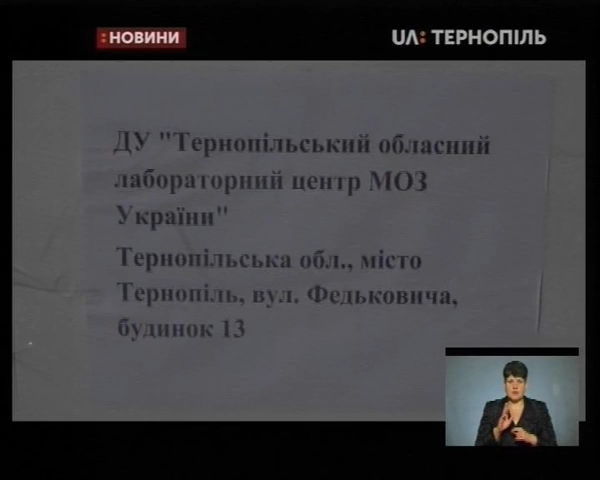 :НОВИНИ
UA: ТЕРНОПІЛЬ
ДУ "Тернопільський обласний
лабораторний центр МОЗ
України"
Тернопільська обл., місто
Тернопіль, вул. Федьковича,
будинок 13